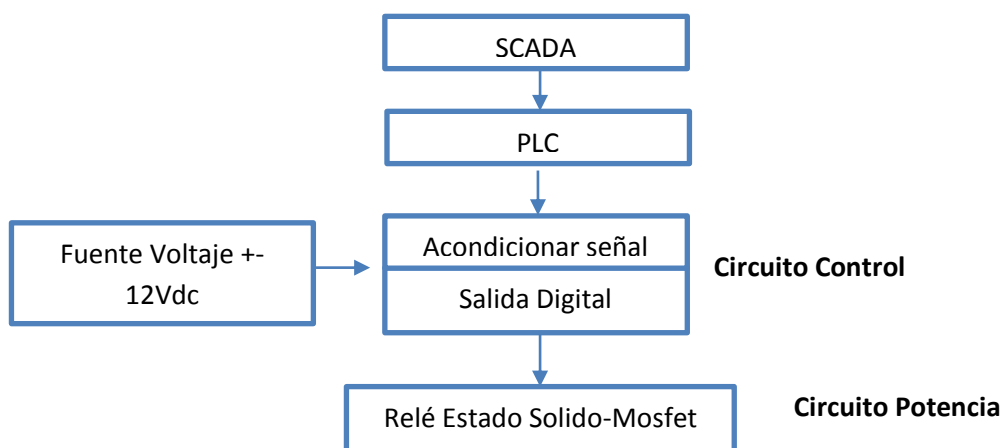 SCADA
PLC
Fuente Voltaje +-
12Vdc
Acondicionar señal
Salida Digital
Circuito Control
Relé Estado Solido-Mosfet
Circuito Potencia